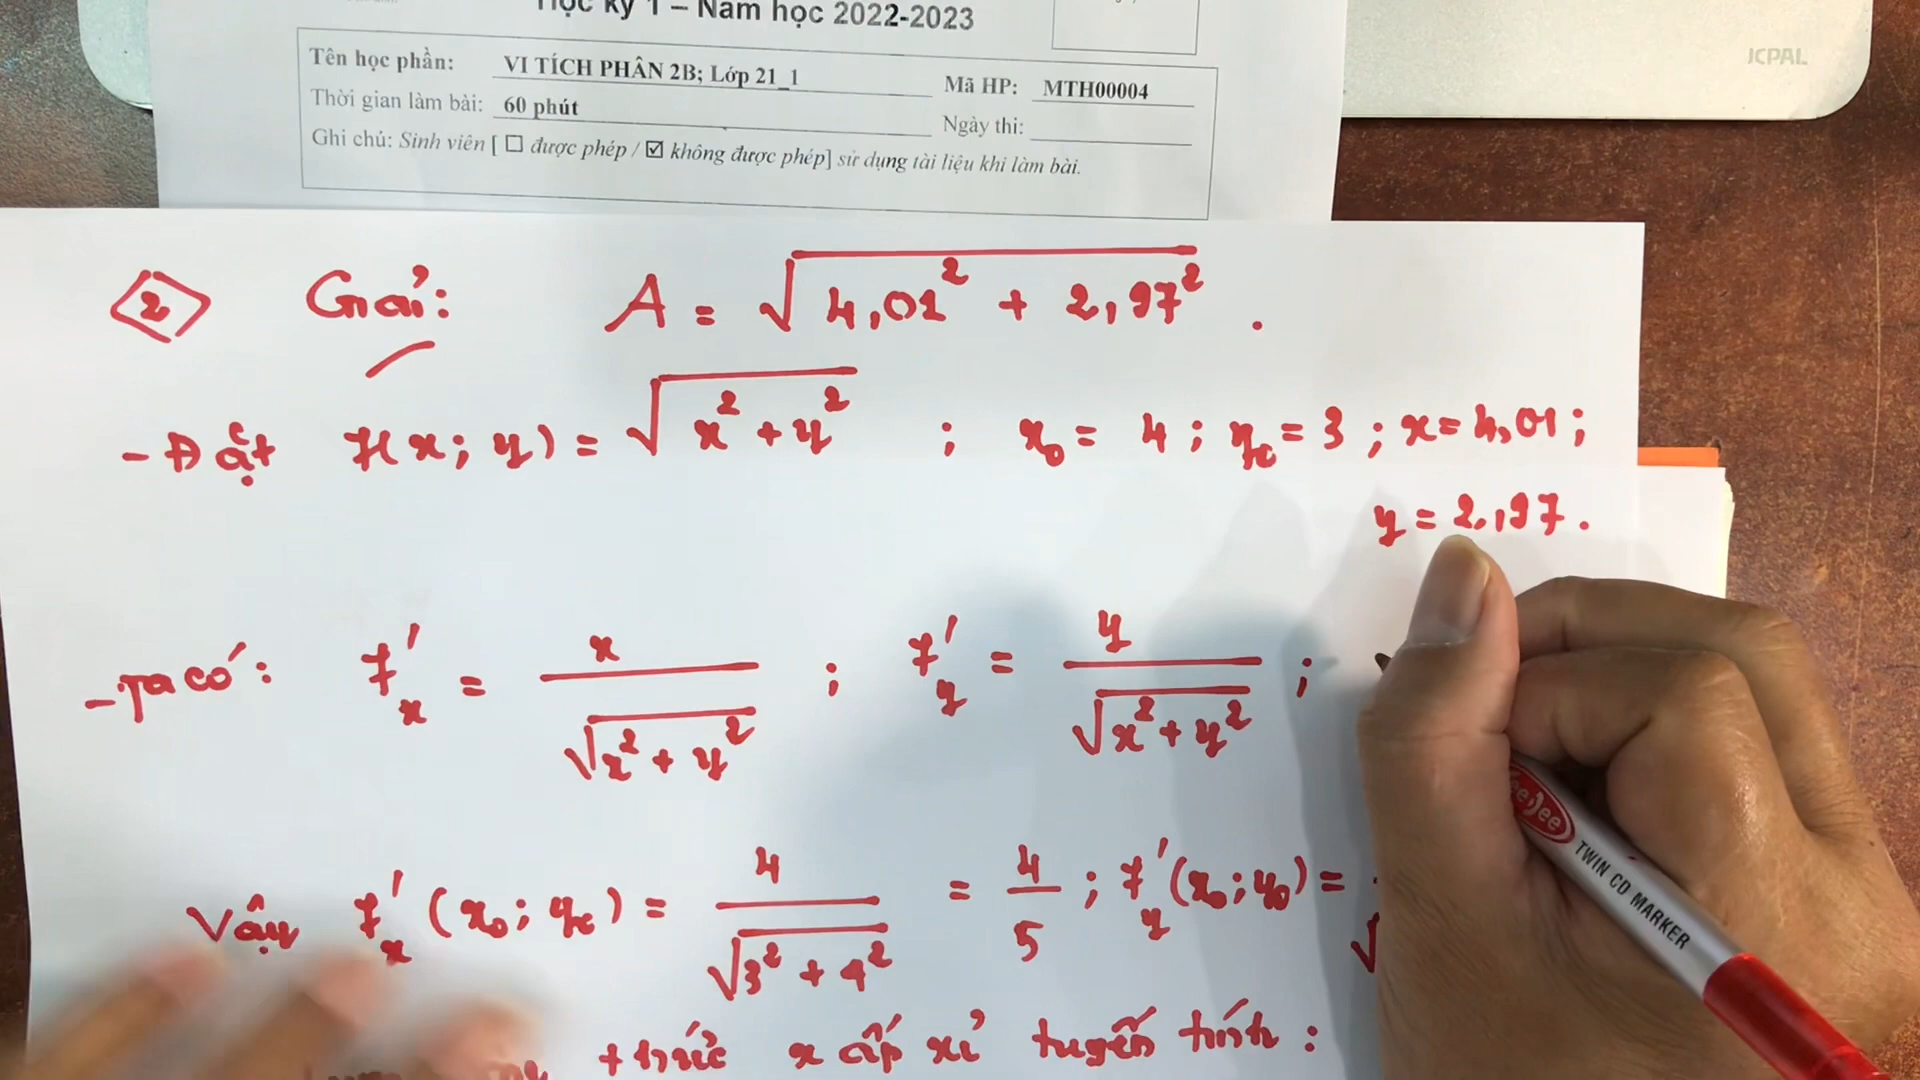 Học kỳ 1 – Năm học 2022-2023
JCPAL
Tên học phần: VI TÍCH PHÂN 2B; Lớp 21_1 Mã HP: MTH00004
Thời gian làm bài: 60 phút Ngày thi:
Ghi chú: Sinh viên [ ☐ được phép / ☑ không được phép] sử dụng tài liệu khi làm bài.
2 Giải: A = √(4,01² + 2,97²) .
- Đặt f(x; y) = √(x² + y²) ; x₀ = 4 ; y₀ = 3 ; x = 4,01 ;
y = 2,97 .
- Ta có: f'ₓ = x / √(x² + y²) ; f'_y = y / √(x² + y²) ;
Vậy f'ₓ (x₀; y₀) = 4 / √(3² + 4²) = 4/5 ; f'_y (x₀; y₀) =
thức xấp xỉ tuyến tính :
TWIN CD MARKER